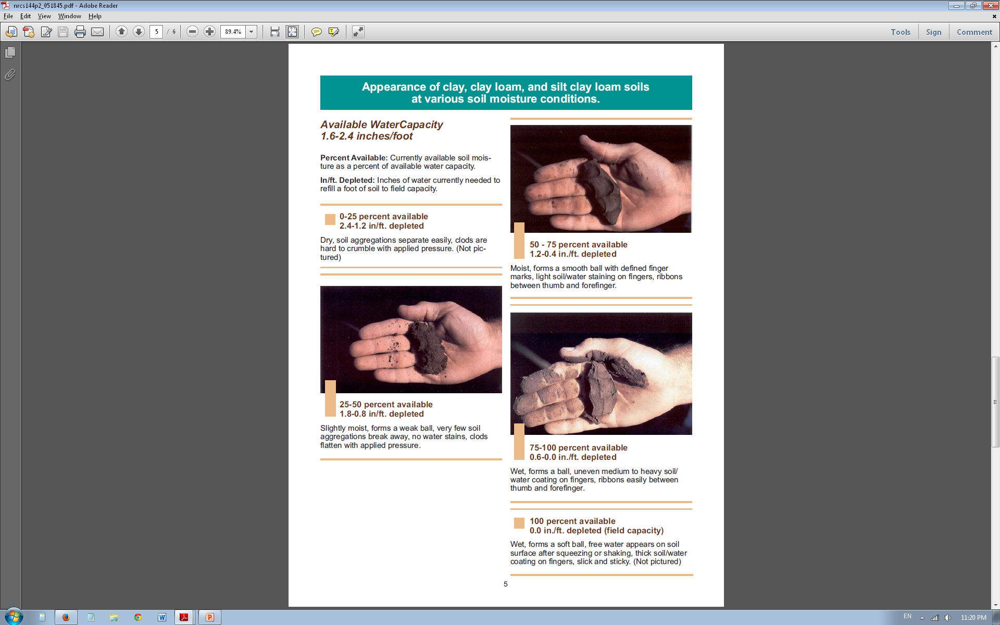 nrcs144p2_051845.pdf - Adobe Reader
File Edit View Window Help
5 / 6 89.4% Tools Sign Comment
Appearance of clay, clay loam, and silt clay loam soils
at various soil moisture conditions.
Available WaterCapacity
1.6-2.4 inches/foot
Percent Available: Currently available soil mois-
ture as a percent of available water capacity.
In/ft. Depleted: Inches of water currently needed to
refill a foot of soil to field capacity.
0-25 percent available
2.4-1.2 in/ft. depleted
Dry, soil aggregations separate easily, clods are
hard to crumble with applied pressure. (Not pic-
tured)
25-50 percent available
1.8-0.8 in/ft. depleted
Slightly moist, forms a weak ball, very few soil
aggregations break away, no water stains, clods
flatten with applied pressure.
50 - 75 percent available
1.2-0.4 in./ft. depleted
Moist, forms a smooth ball with defined finger
marks, light soil/water staining on fingers, ribbons
between thumb and forefinger.
75-100 percent available
0.6-0.0 in./ft. depleted
Wet, forms a ball, uneven medium to heavy soil/
water coating on fingers, ribbons easily between
thumb and forefinger.
100 percent available
0.0 in./ft. depleted (field capacity)
Wet, forms a soft ball, free water appears on soil
surface after squeezing or shaking, thick soil/water
coating on fingers, slick and sticky. (Not pictured)
5
EN 11:20 PM